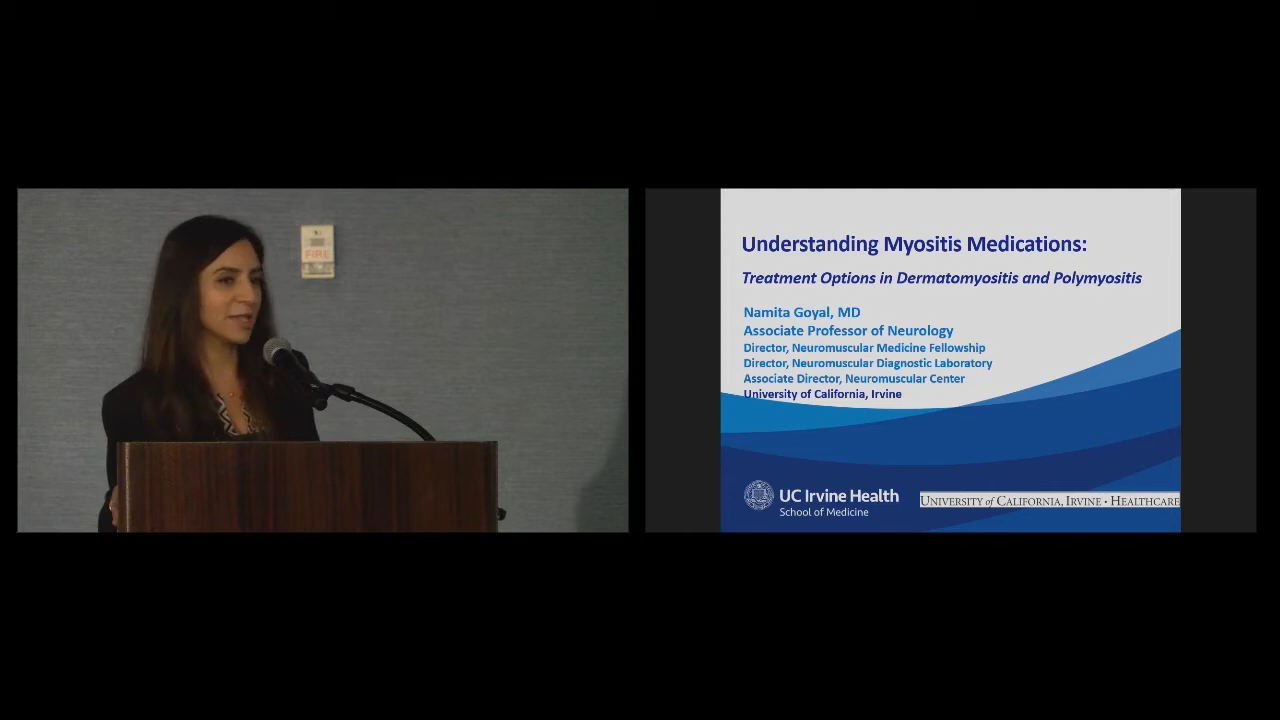 FIRE
Understanding Myositis Medications:
Treatment Options in Dermatomyositis and Polymyositis
Namita Goyal, MD
Associate Professor of Neurology
Director, Neuromuscular Medicine Fellowship
Director, Neuromuscular Diagnostic Laboratory
Associate Director, Neuromuscular Center
University of California, Irvine
UC Irvine Health
School of Medicine
UNIVERSITY of CALIFORNIA, IRVINE • HEALTHCARE